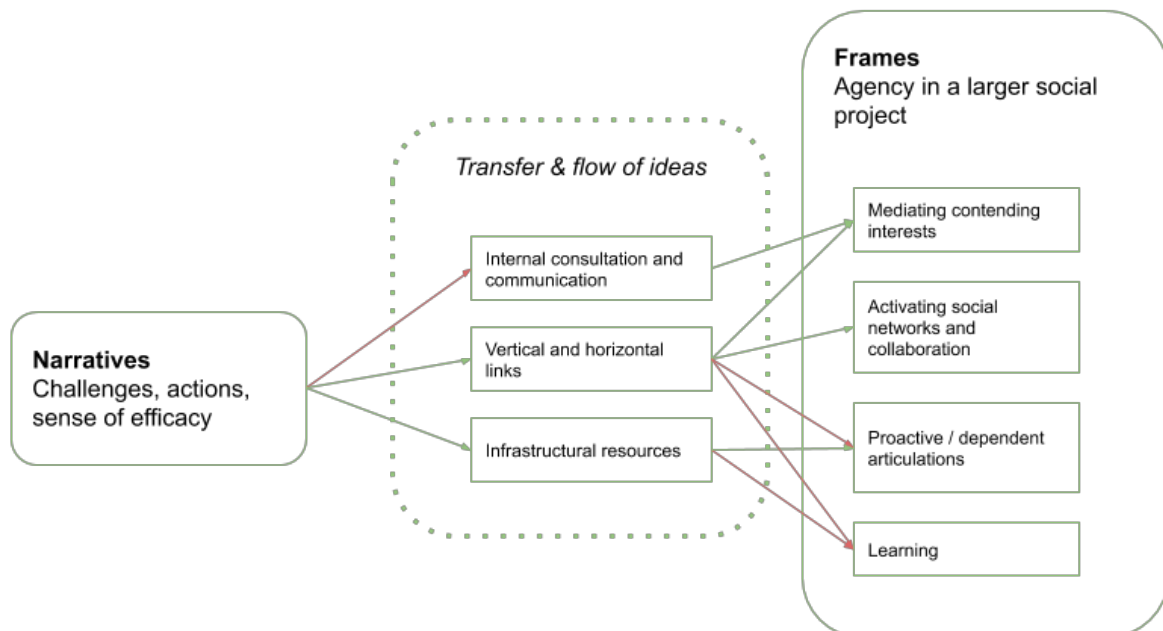 Narratives
Challenges, actions,
sense of efficacy
Transfer & flow of ideas
Internal consultation and
communication
Vertical and horizontal
links
Infrastructural resources
Frames
Agency in a larger social
project
Mediating contending
interests
Activating social
networks and
collaboration
Proactive / dependent
articulations
Learning